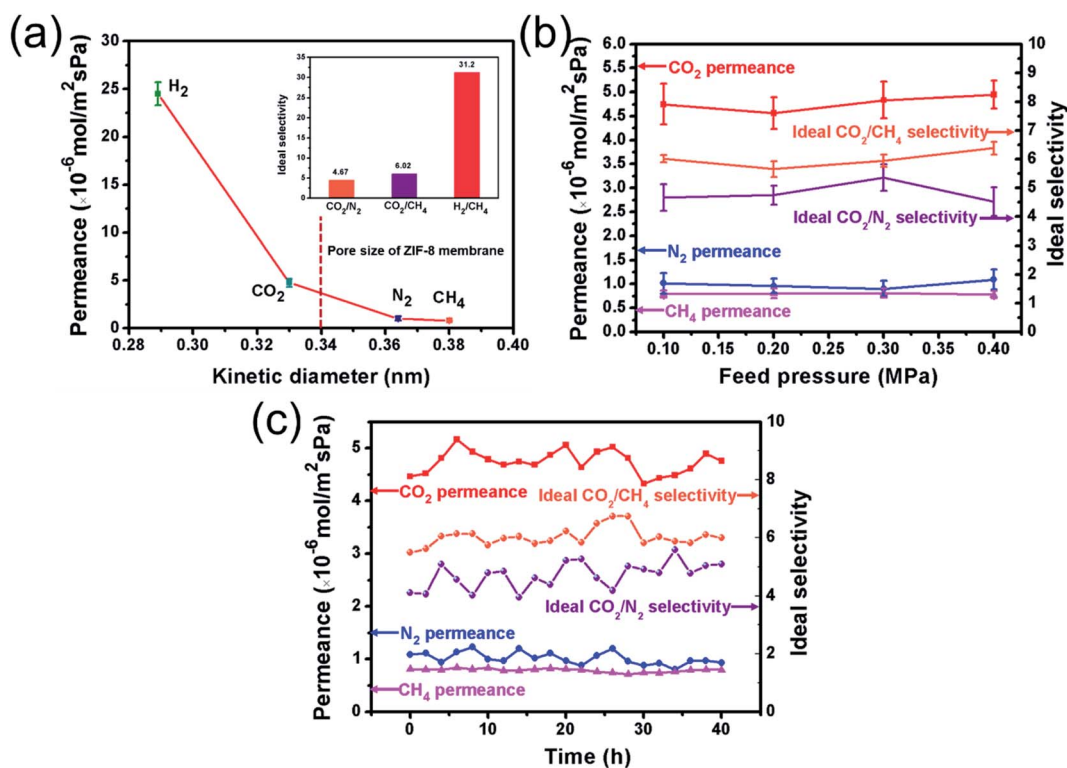 (a)
30
25
20
15
10
5
0
Permeance (×10⁻⁶ mol/m²sPa)
0.28 0.30 0.32 0.34 0.36 0.38 0.40
Kinetic diameter (nm)
H₂
CO₂
N₂
CH₄
Pore size of ZIF-8 membrane
35
30
25
20
15
10
5
0
Ideal selectivity
4.67
6.02
31.2
CO₂/N₂ CO₂/CH₄ H₂/CH₄
(b)
6.0
5.5
5.0
4.5
4.0
3.5
3.0
2.5
2.0
1.5
1.0
0.5
0.0
Permeance (×10⁻⁶ mol/m²sPa)
CO₂ permeance
Ideal CO₂/CH₄ selectivity
Ideal CO₂/N₂ selectivity
N₂ permeance
CH₄ permeance
10
9
8
7
6
5
4
3
2
1
0
Ideal selectivity
0.10 0.15 0.20 0.25 0.30 0.35 0.40
Feed pressure (MPa)
(c)
5
4
3
2
1
0
Permeance (×10⁻⁶ mol/m²sPa)
CO₂ permeance
Ideal CO₂/CH₄ selectivity
Ideal CO₂/N₂ selectivity
N₂ permeance
CH₄ permeance
10
8
6
4
2
0
Ideal selectivity
0 10 20 30 40
Time (h)